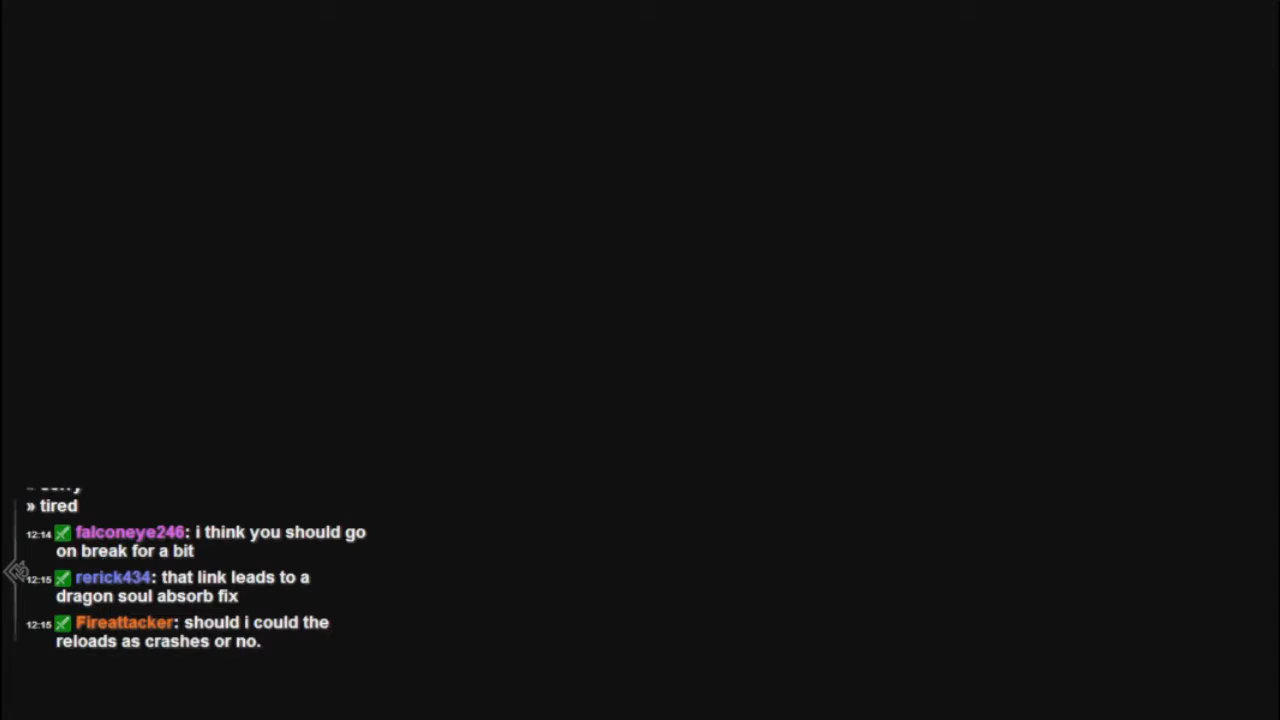 » tired
12:14 falconeye246: i think you should go
on break for a bit
12:15 rerick434: that link leads to a
dragon soul absorb fix
12:15 Fireattacker: should i could the
reloads as crashes or no.